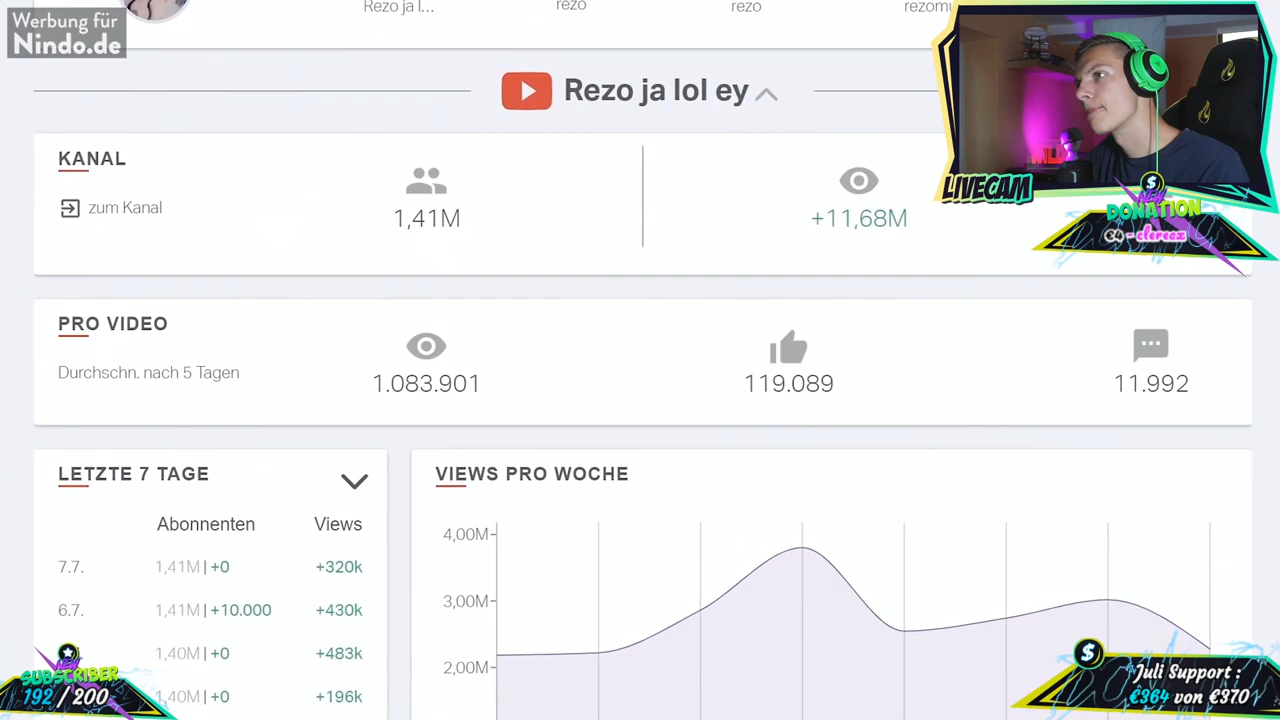 Werbung für
Nindo.de
Rezo ja l...
rezo
rezo
Rezo ja lol ey
KANAL
zum Kanal
1,41M
+11,68M
LIVECAM
NEW
DONATION
€4 - clereax
PRO VIDEO
Durchschn. nach 5 Tagen
1.083.901
119.089
11.992
LETZTE 7 TAGE
Abonnenten Views
7.7. 1,41M | +0 +320k
6.7. 1,41M | +10.000 +430k
1,40M | +0 +483k
1,40M | +0 +196k
VIEWS PRO WOCHE
4,00M
3,00M
2,00M
NEW
SUBSCRIBER
192 / 200
Juli Support :
€364 von €370